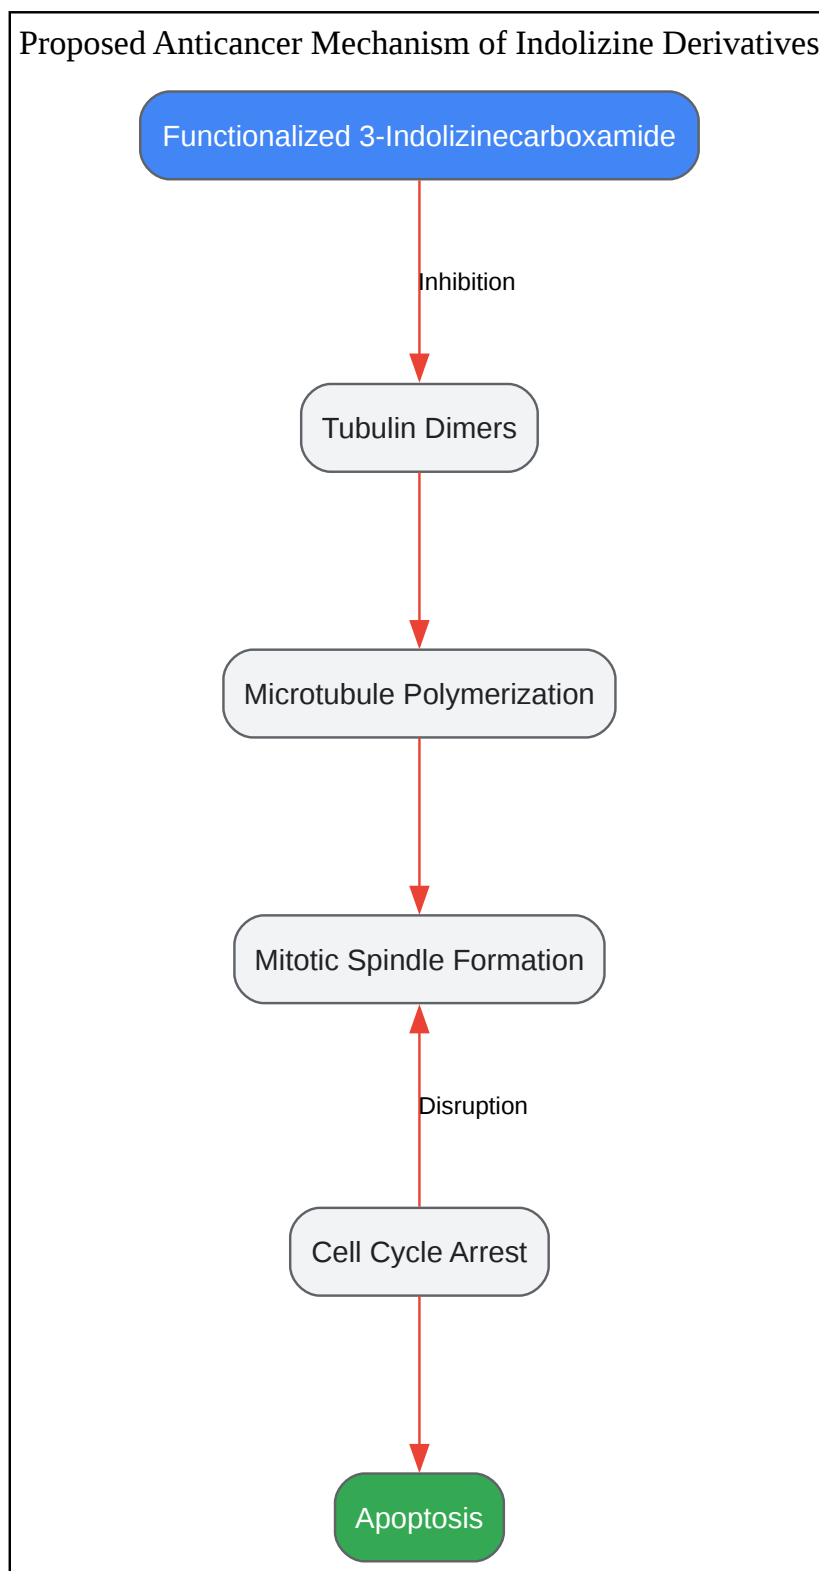 Proposed Anticancer Mechanism of Indolizine Derivatives
Functionalized 3-Indolizinecarboxamide
Inhibition
Tubulin Dimers
Microtubule Polymerization
Mitotic Spindle Formation
Disruption
Cell Cycle Arrest
Apoptosis